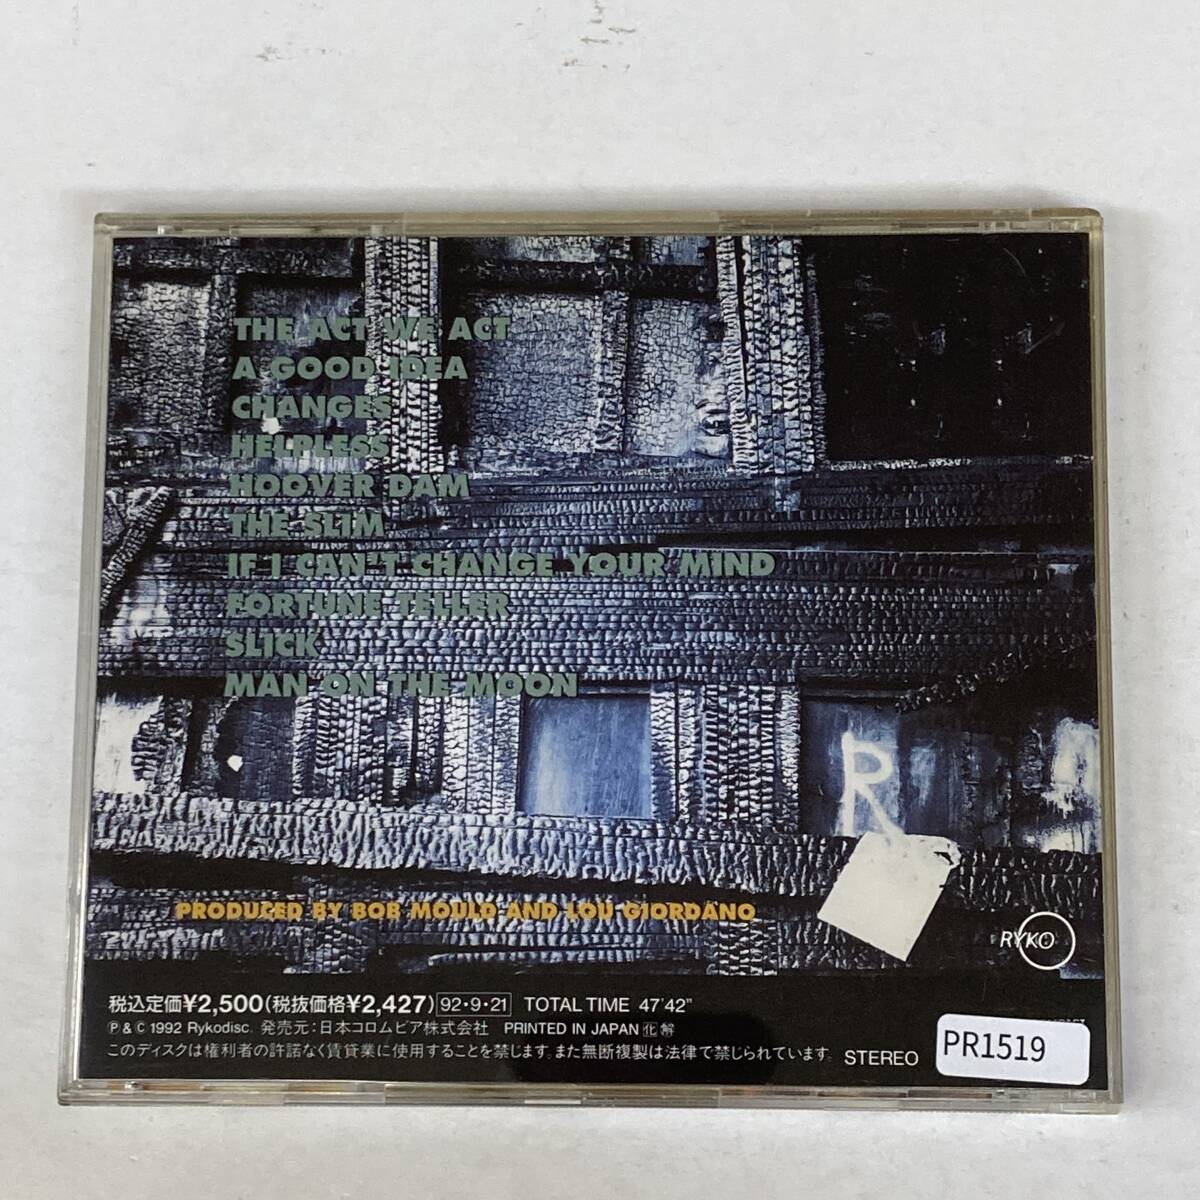 THE ACT WE ACT
A GOOD IDEA
CHANGES
HELPLESS
HOOVER DAM
THE SLIM
IF I CAN'T CHANGE YOUR MIND
FORTUNE TELLER
SLICK
MAN ON THE MOON
R
PRODUCED BY BOB MOULD AND LOU GIORDANO
RYKO
税込定価¥2,500(税抜価格¥2,427) 92・9・21 TOTAL TIME 47'42"
Ⓟ & © 1992 Rykodisc. 発売元:日本コロムビア株式会社 PRINTED IN JAPAN
このディスクは権利者の許諾なく賃貸業に使用することを禁じます。また無断複製は法律で禁じられています。 STEREO
PR1519